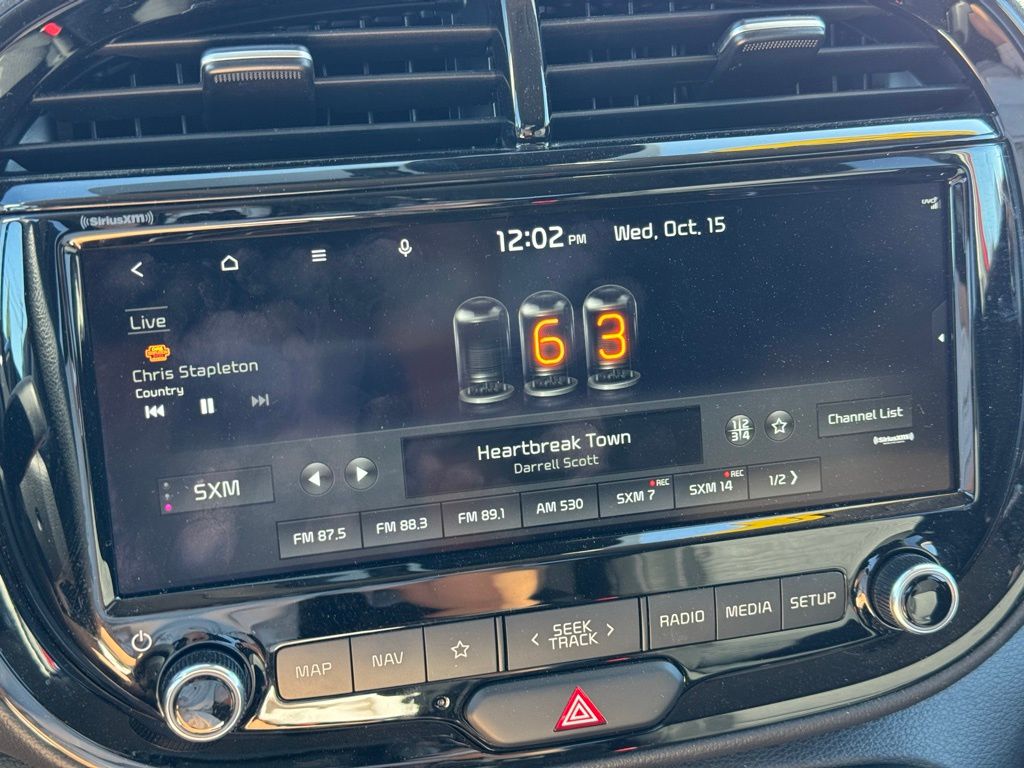 ((SiriusXM))
12:02 PM Wed, Oct. 15
Live
Chris Stapleton
Country
63
Heartbreak Town
Darrell Scott
12
34
Channel List
((SiriusXM))
SXM
FM 87.5
FM 88.3
FM 89.1
AM 530
SXM 7 REC
SXM 14 REC
1/2 >
MAP
NAV
< SEEK >
TRACK
RADIO
MEDIA
SETUP